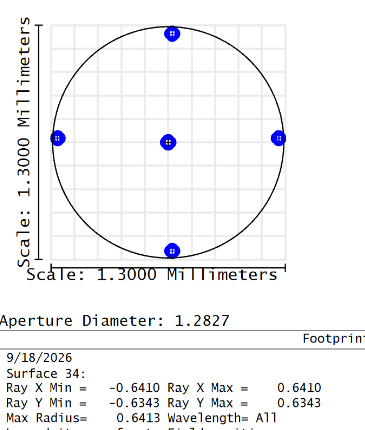 Scale: 1.3000 Millimeters
Scale: 1.3000 Millimeters
Aperture Diameter: 1.2827
9/18/2026
Surface 34:
Ray X Min = -0.6410 Ray X Max = 0.6410
Ray Y Min = -0.6343 Ray Y Max = 0.6343
Max Radius= 0.6413 Wavelength= All